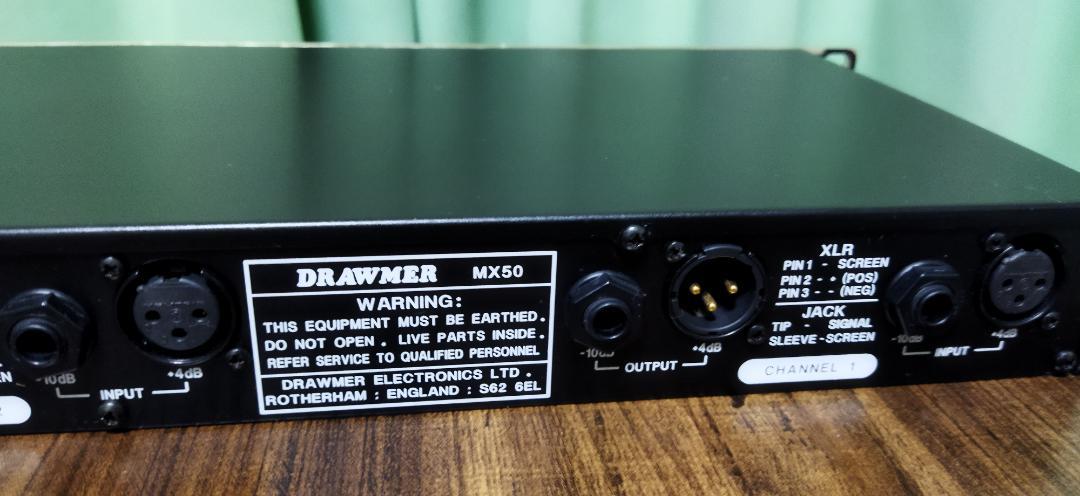 EN
2
-10dB
+4dB
INPUT
DRAWMER MX50
WARNING:
THIS EQUIPMENT MUST BE EARTHED.
DO NOT OPEN. LIVE PARTS INSIDE.
REFER SERVICE TO QUALIFIED PERSONNEL
DRAWMER ELECTRONICS LTD.
ROTHERHAM : ENGLAND : S62 6EL
-10dB
+4dB
OUTPUT
XLR
PIN 1 - SCREEN
PIN 2 - + (POS)
PIN 3 - - (NEG)
JACK
TIP - SIGNAL
SLEEVE - SCREEN
CHANNEL 1
-10dB
+4dB
INPUT